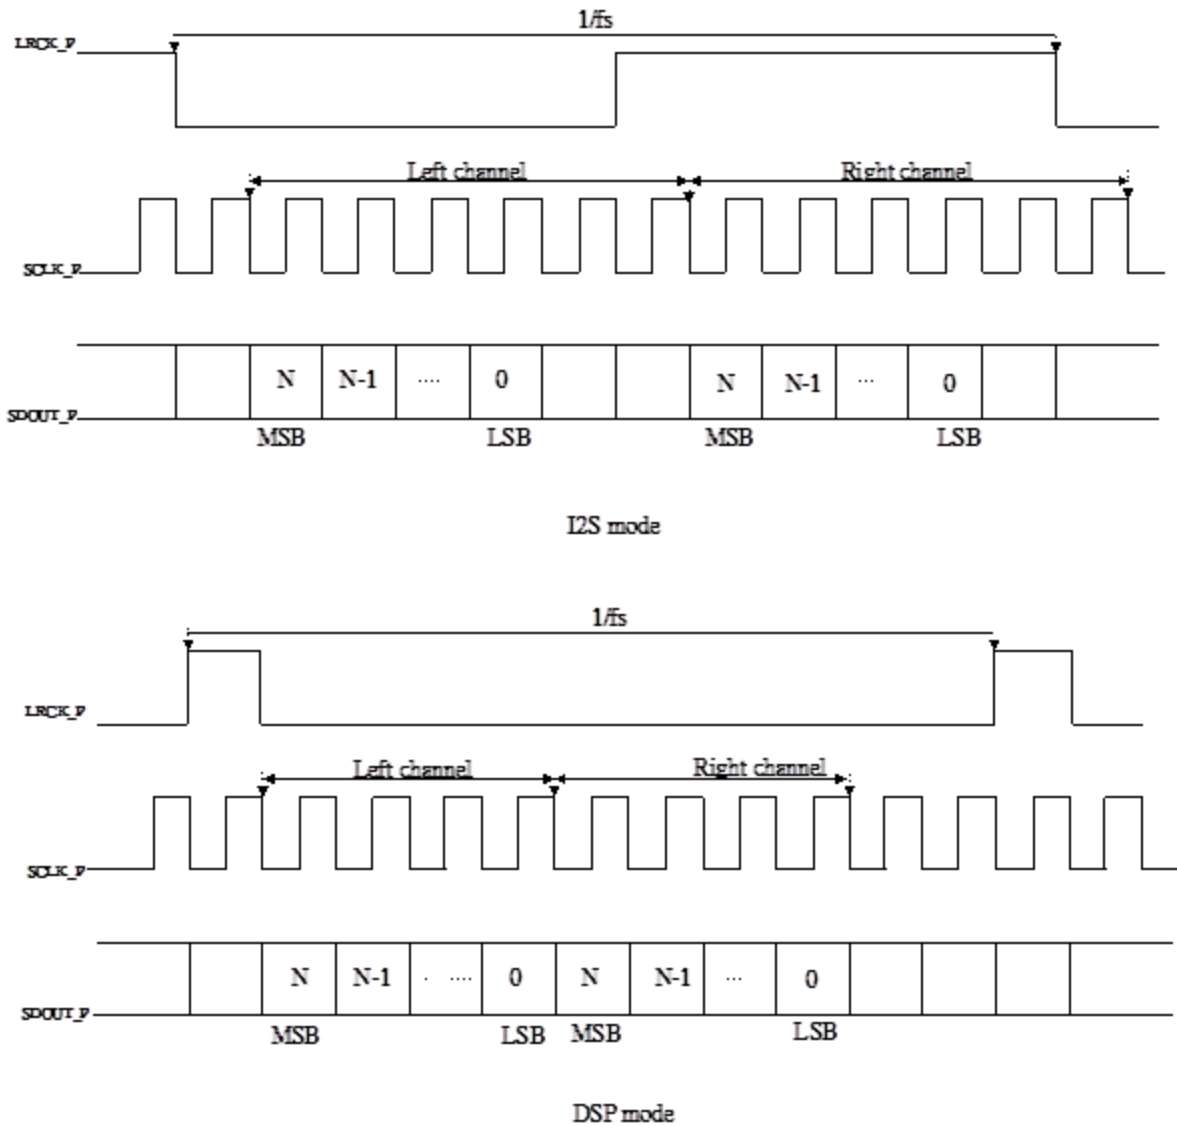 1/fs
LRCK_P
Left channel Right channel
SCLK_P
N N-1 .... 0 N N-1 ... 0
SDOUT_P
MSB LSB MSB LSB
I2S mode
1/fs
LRCK_P
Left channel Right channel
SCLK_P
N N-1 . .... 0 N N-1 ... 0
SDOUT_P
MSB LSB MSB LSB
DSP mode